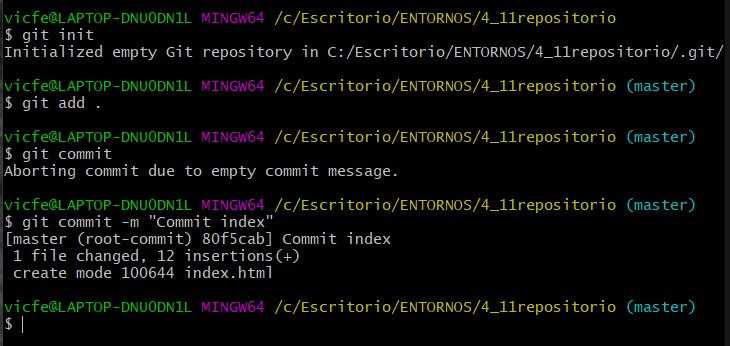 vicfe@LAPTOP-DNU0DN1L MINGW64 /c/Escritorio/ENTORNOS/4_11repositorio
$ git init
Initialized empty Git repository in C:/Escritorio/ENTORNOS/4_11repositorio/.git/
vicfe@LAPTOP-DNU0DN1L MINGW64 /c/Escritorio/ENTORNOS/4_11repositorio (master)
$ git add .
vicfe@LAPTOP-DNU0DN1L MINGW64 /c/Escritorio/ENTORNOS/4_11repositorio (master)
$ git commit
Aborting commit due to empty commit message.
vicfe@LAPTOP-DNU0DN1L MINGW64 /c/Escritorio/ENTORNOS/4_11repositorio (master)
$ git commit -m "Commit index"
[master (root-commit) 80f5cab] Commit index
 1 file changed, 12 insertions(+)
 create mode 100644 index.html
vicfe@LAPTOP-DNU0DN1L MINGW64 /c/Escritorio/ENTORNOS/4_11repositorio (master)
$